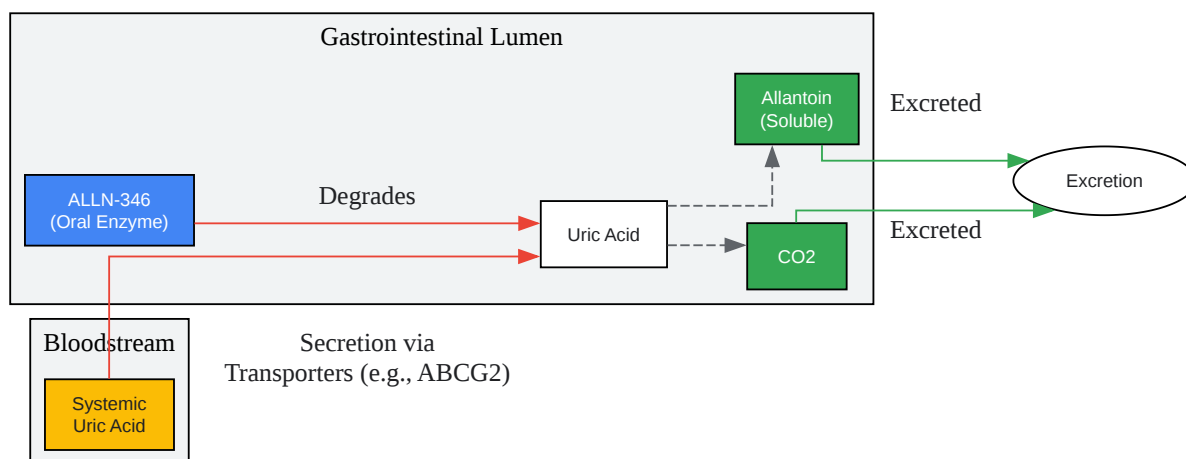 Gastrointestinal Lumen
Allantoin
(Soluble)
Excreted
ALLN-346
(Oral Enzyme)
Degrades
Uric Acid
CO2
Excretion
Excreted
Bloodstream
Secretion via
Transporters (e.g., ABCG2)
Systemic
Uric Acid